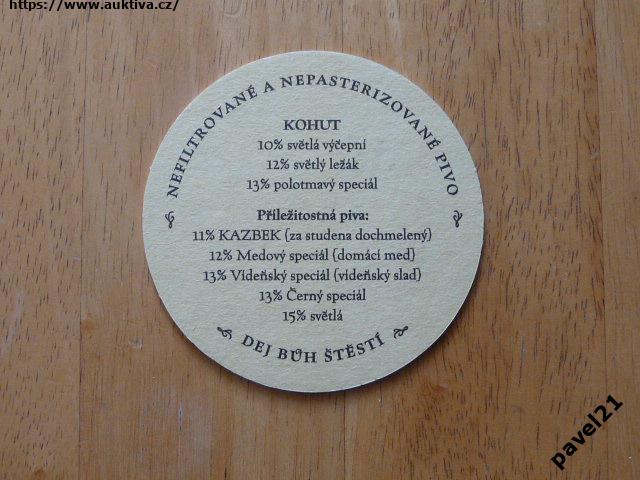 https://www.auktiva.cz/
NEFILTROVANÉ A NEPASTERIZOVANÉ PIVO
KOHUT
10% světlá výčepní
12% světlý ležák
13% polotmavý speciál
Příležitostná piva:
11% KAZBEK (za studena dochmelený)
12% Medový speciál (domácí med)
13% Vídeňský speciál (vídeňský slad)
13% Černý speciál
15% světlá
DEJ BŮH ŠTĚSTÍ
pavel21